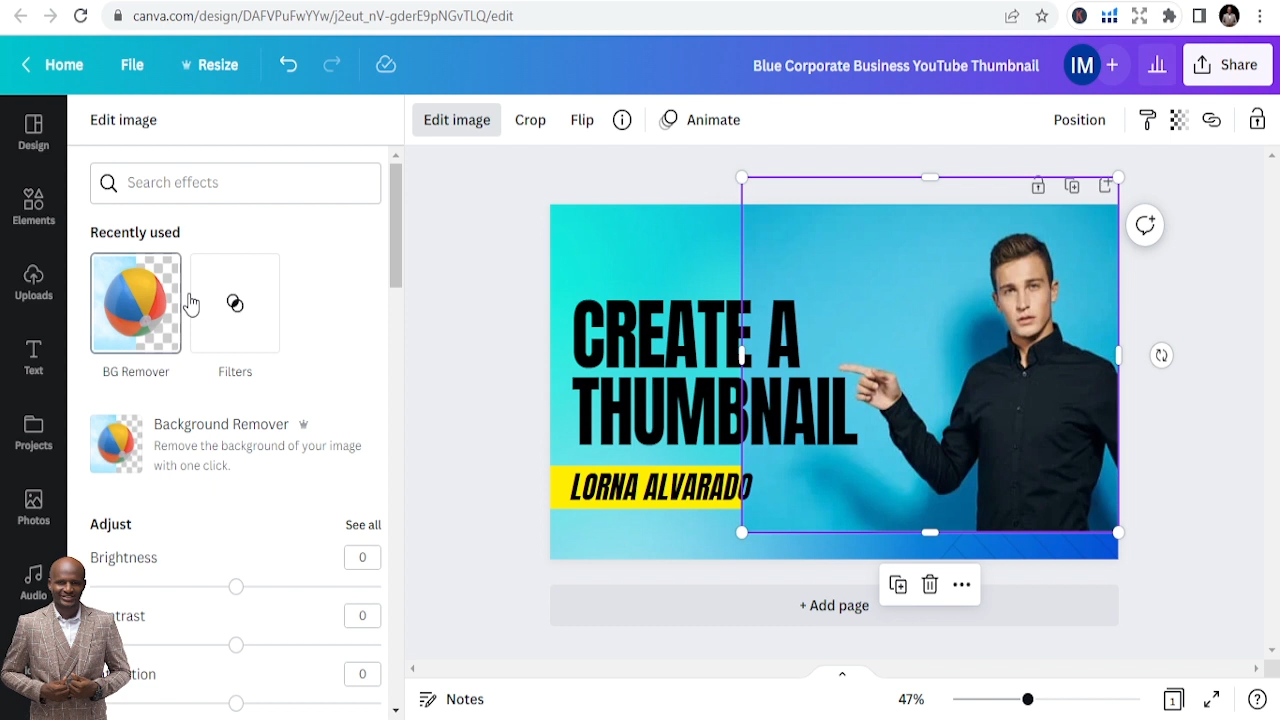 canva.com/design/DAFVPuFwYYw/j2eut_nV-gderE9pNGvTLQ/edit
Home
File
Resize
Blue Corporate Business YouTube Thumbnail
IM
+
Share
Design
Elements
Uploads
Text
Projects
Photos
Audio
Edit image
Search effects
Recently used
BG Remover
Filters
Background Remover
Remove the background of your image
with one click.
Adjust
See all
Brightness
0
ntrast
0
tion
0
Edit image
Crop
Flip
Animate
Position
CREATE A
THUMBNAIL
LORNA ALVARADO
+ Add page
Notes
47%
1